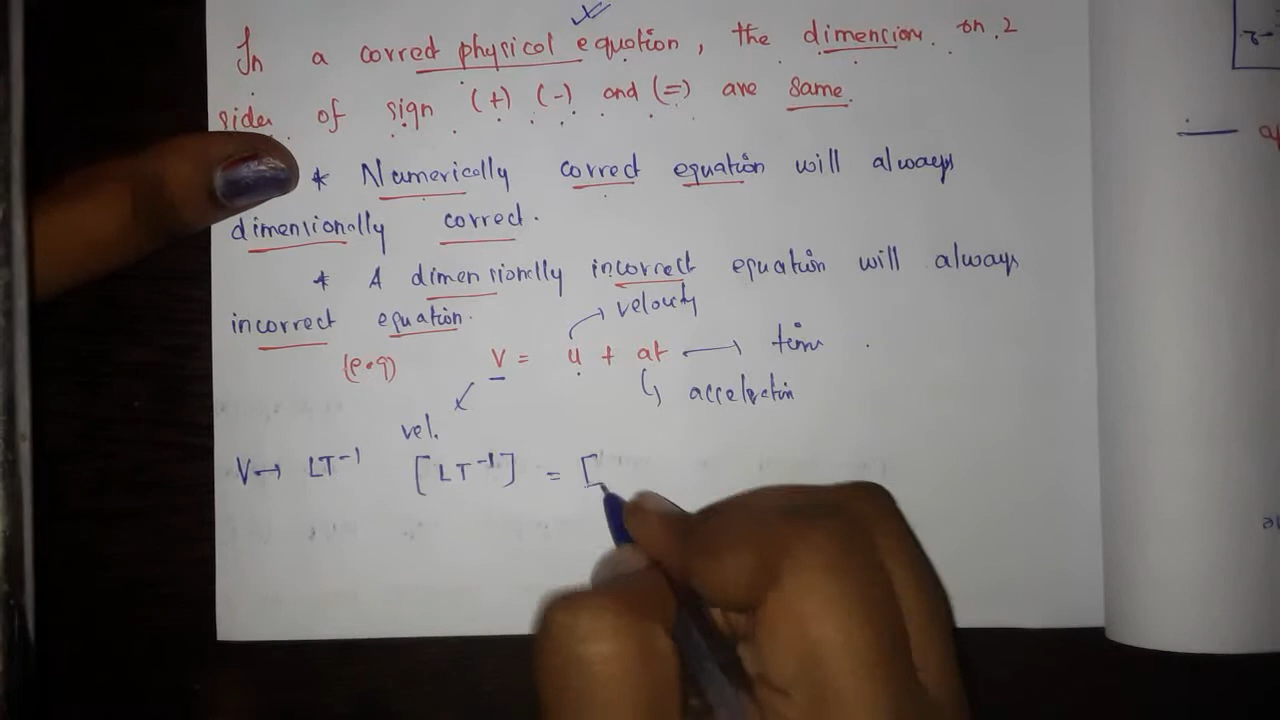 In a correct physical equation, the dimension on 2
sides of sign (+) (-) and (=) are same.
* Numerically correct equation will always
dimensionally correct.
* A dimensionally incorrect equation will always
incorrect equation.
velocity
(e.g) V = u + at → time
acceleration
vel.
V → LT⁻¹ [LT⁻¹] = [